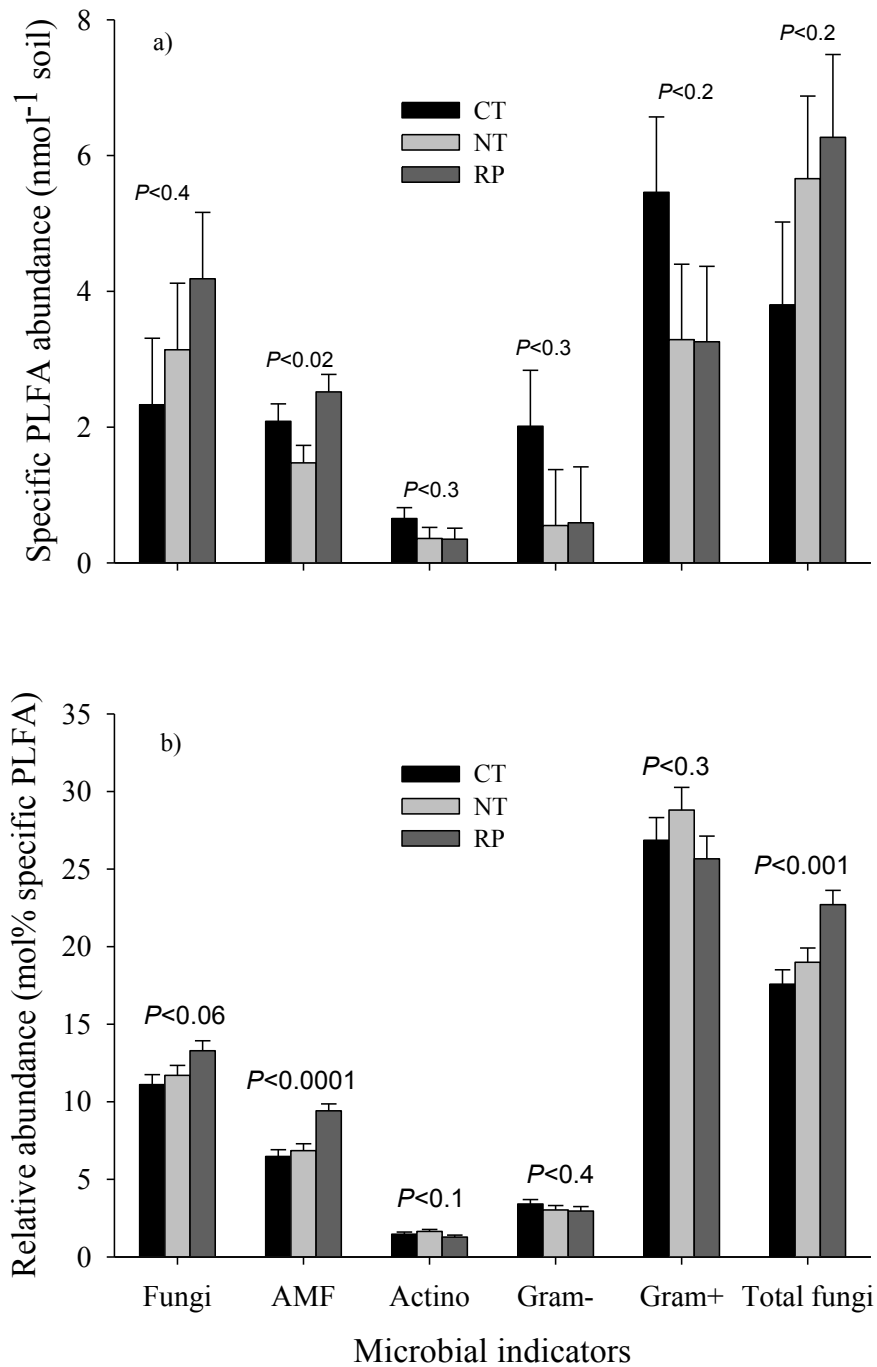 Specific PLFA abundance (nmol⁻¹ soil)
8
6
4
2
0
a)
CT
NT
RP
P<0.4
P<0.02
P<0.3
P<0.3
P<0.2
P<0.2
Relative abundance (mol% specific PLFA)
35
30
25
20
15
10
5
0
b)
CT
NT
RP
P<0.06
P<0.0001
P<0.1
P<0.4
P<0.3
P<0.001
Fungi AMF Actino Gram- Gram+ Total fungi
Microbial indicators